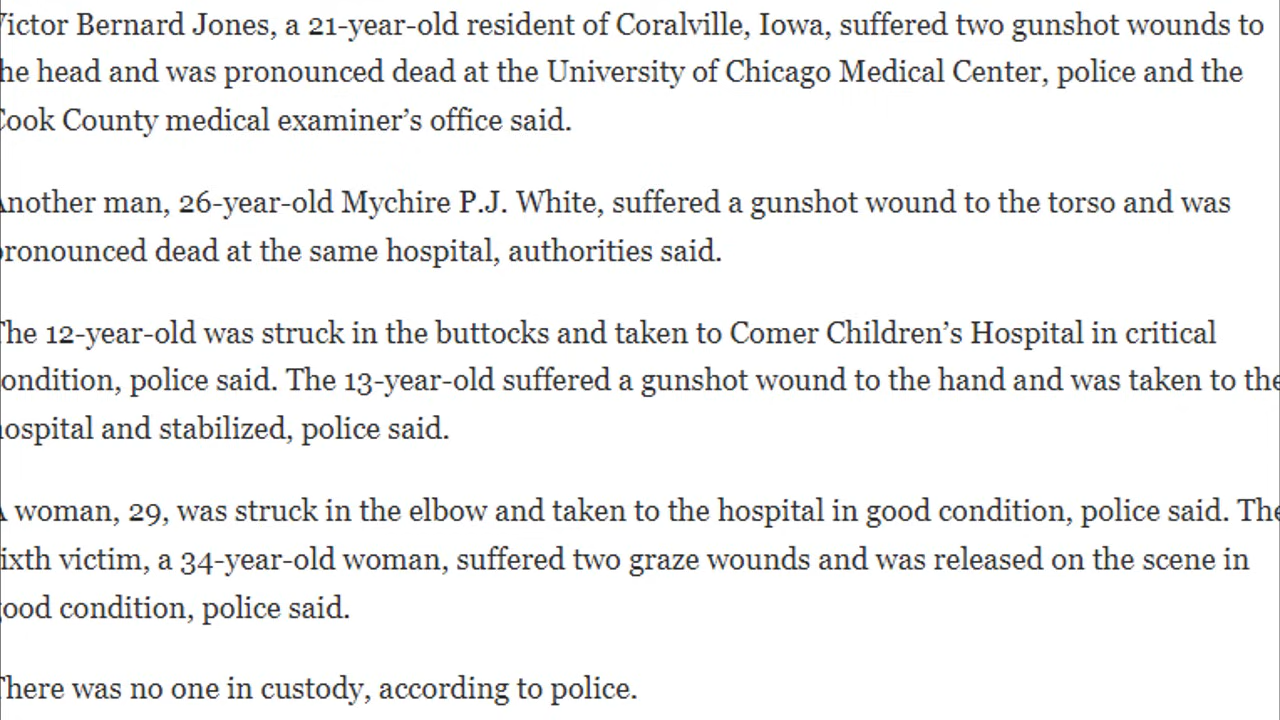 Victor Bernard Jones, a 21-year-old resident of Coralville, Iowa, suffered two gunshot wounds to
the head and was pronounced dead at the University of Chicago Medical Center, police and the
Cook County medical examiner’s office said.
Another man, 26-year-old Mychire P.J. White, suffered a gunshot wound to the torso and was
pronounced dead at the same hospital, authorities said.
The 12-year-old was struck in the buttocks and taken to Comer Children’s Hospital in critical
condition, police said. The 13-year-old suffered a gunshot wound to the hand and was taken to the
hospital and stabilized, police said.
A woman, 29, was struck in the elbow and taken to the hospital in good condition, police said. The
sixth victim, a 34-year-old woman, suffered two graze wounds and was released on the scene in
good condition, police said.
There was no one in custody, according to police.